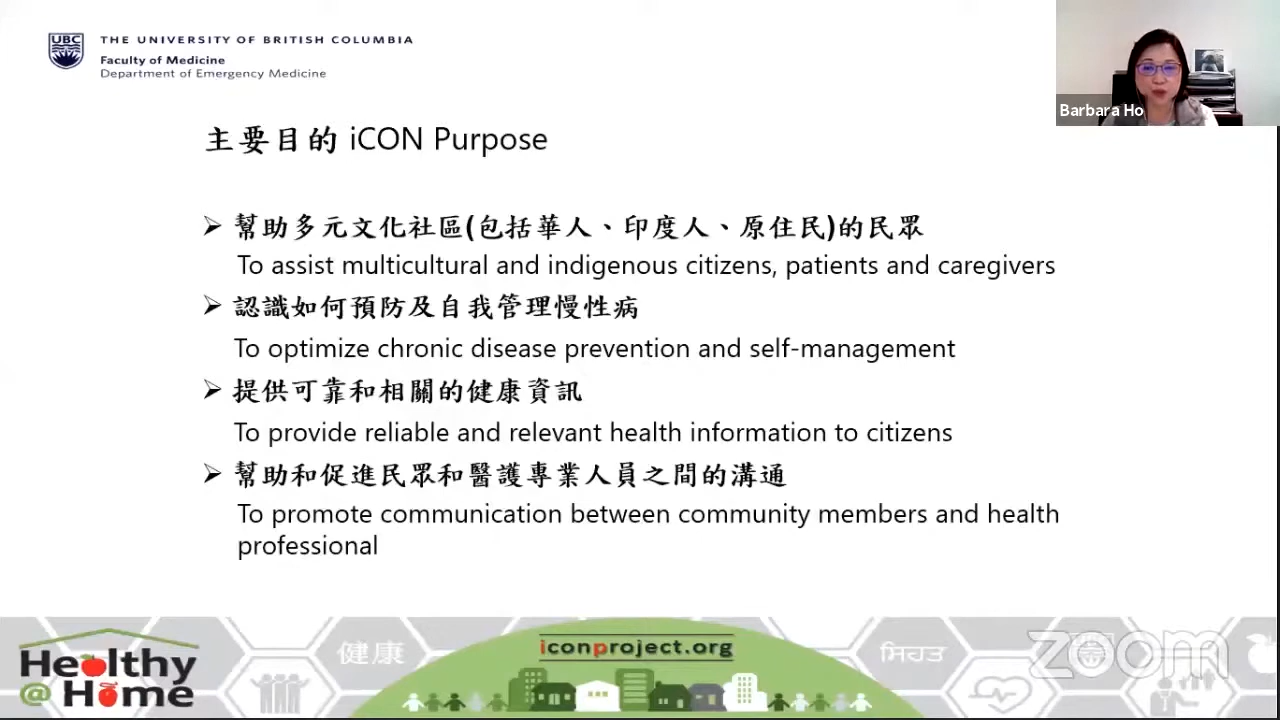 UBC
THE UNIVERSITY OF BRITISH COLUMBIA
Faculty of Medicine
Department of Emergency Medicine
Barbara Ho
主要目的 iCON Purpose
➢ 幫助多元文化社區(包括華人、印度人、原住民)的民眾
To assist multicultural and indigenous citizens, patients and caregivers
➢ 認識如何預防及自我管理慢性病
To optimize chronic disease prevention and self-management
➢ 提供可靠和相關的健康資訊
To provide reliable and relevant health information to citizens
➢ 幫助和促進民眾和醫護專業人員之間的溝通
To promote communication between community members and health
professional
Healthy
@ Home
健康
iconproject.org
ਸਿਹਤ
zoom